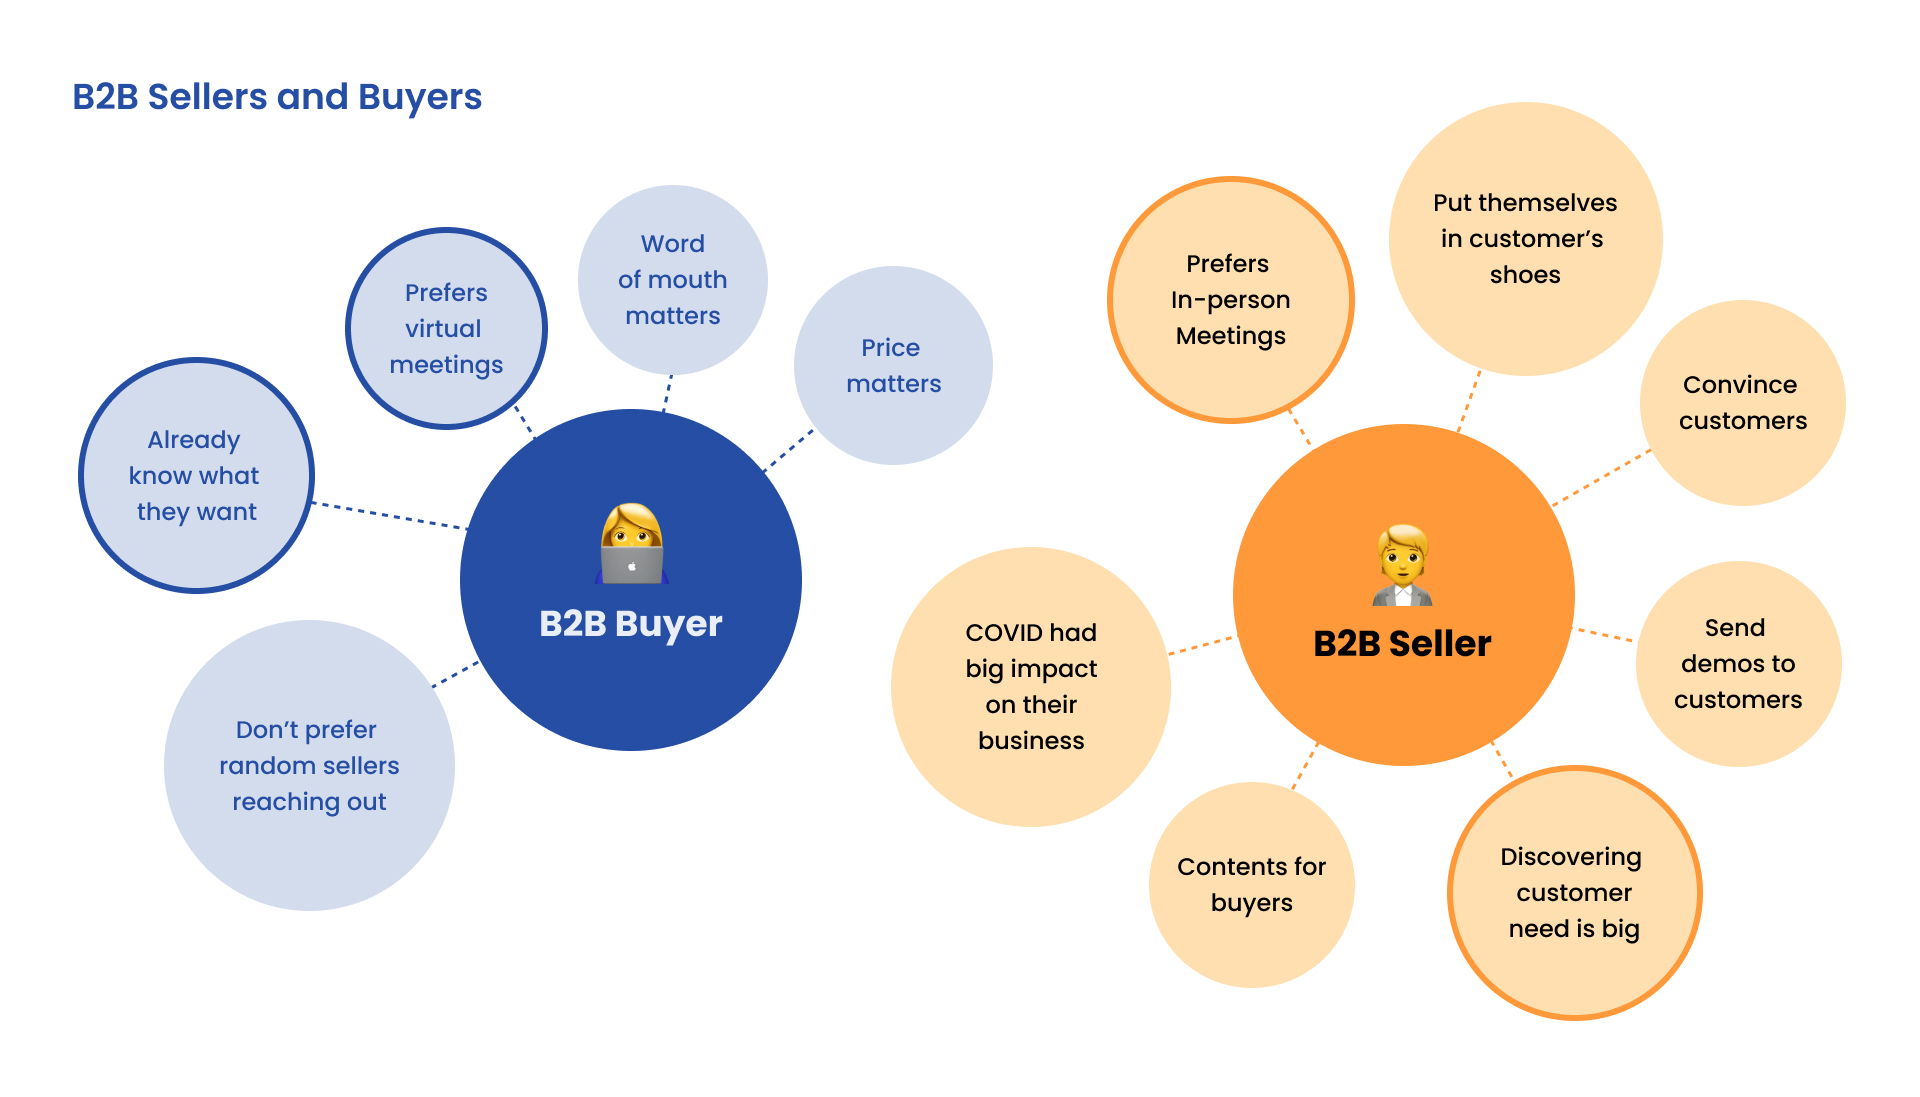 B2B Sellers and Buyers
Already
know what
they want
Prefers
virtual
meetings
Word
of mouth
matters
Price
matters
B2B Buyer
Don’t prefer
random sellers
reaching out
Prefers
In-person
Meetings
Put themselves
in customer’s
shoes
Convince
customers
B2B Seller
COVID had
big impact
on their
business
Send
demos to
customers
Contents for
buyers
Discovering
customer
need is big